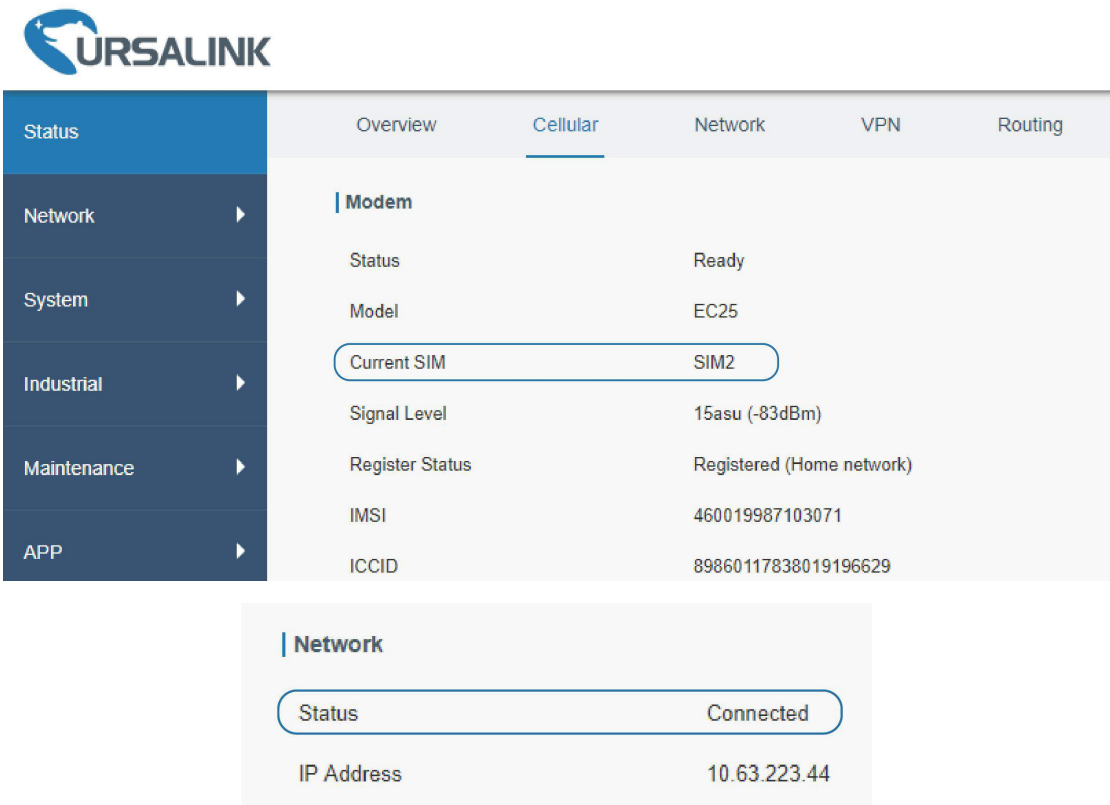 URSALINK
Status
Overview Cellular Network VPN Routing
Network
System
Industrial
Maintenance
APP
Modem
Status Ready
Model EC25
Current SIM SIM2
Signal Level 15asu (-83dBm)
Register Status Registered (Home network)
IMSI 460019987103071
ICCID 89860117838019196629
Network
Status Connected
IP Address 10.63.223.44